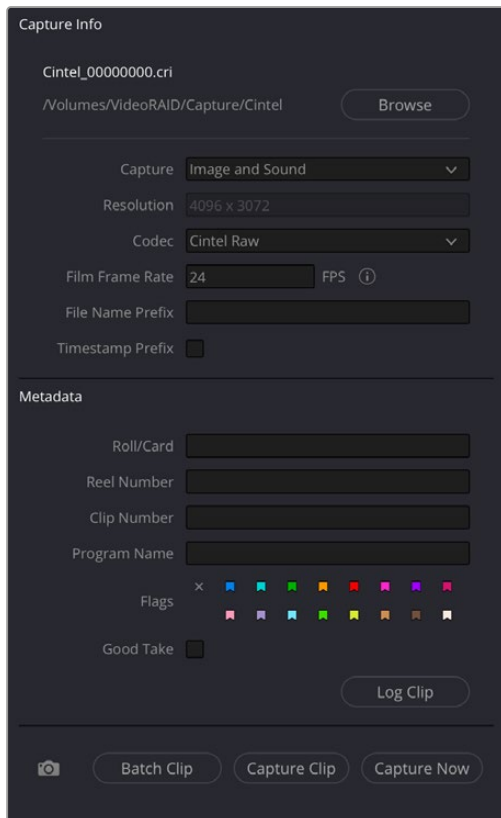 Capture Info
Cintel_00000000.cri
/Volumes/VideoRAID/Capture/Cintel
Browse
Capture Image and Sound
Resolution 4096 x 3072
Codec Cintel Raw
Film Frame Rate 24 FPS
File Name Prefix
Timestamp Prefix
Metadata
Roll/Card
Reel Number
Clip Number
Program Name
Flags
Good Take
Log Clip
Batch Clip Capture Clip Capture Now